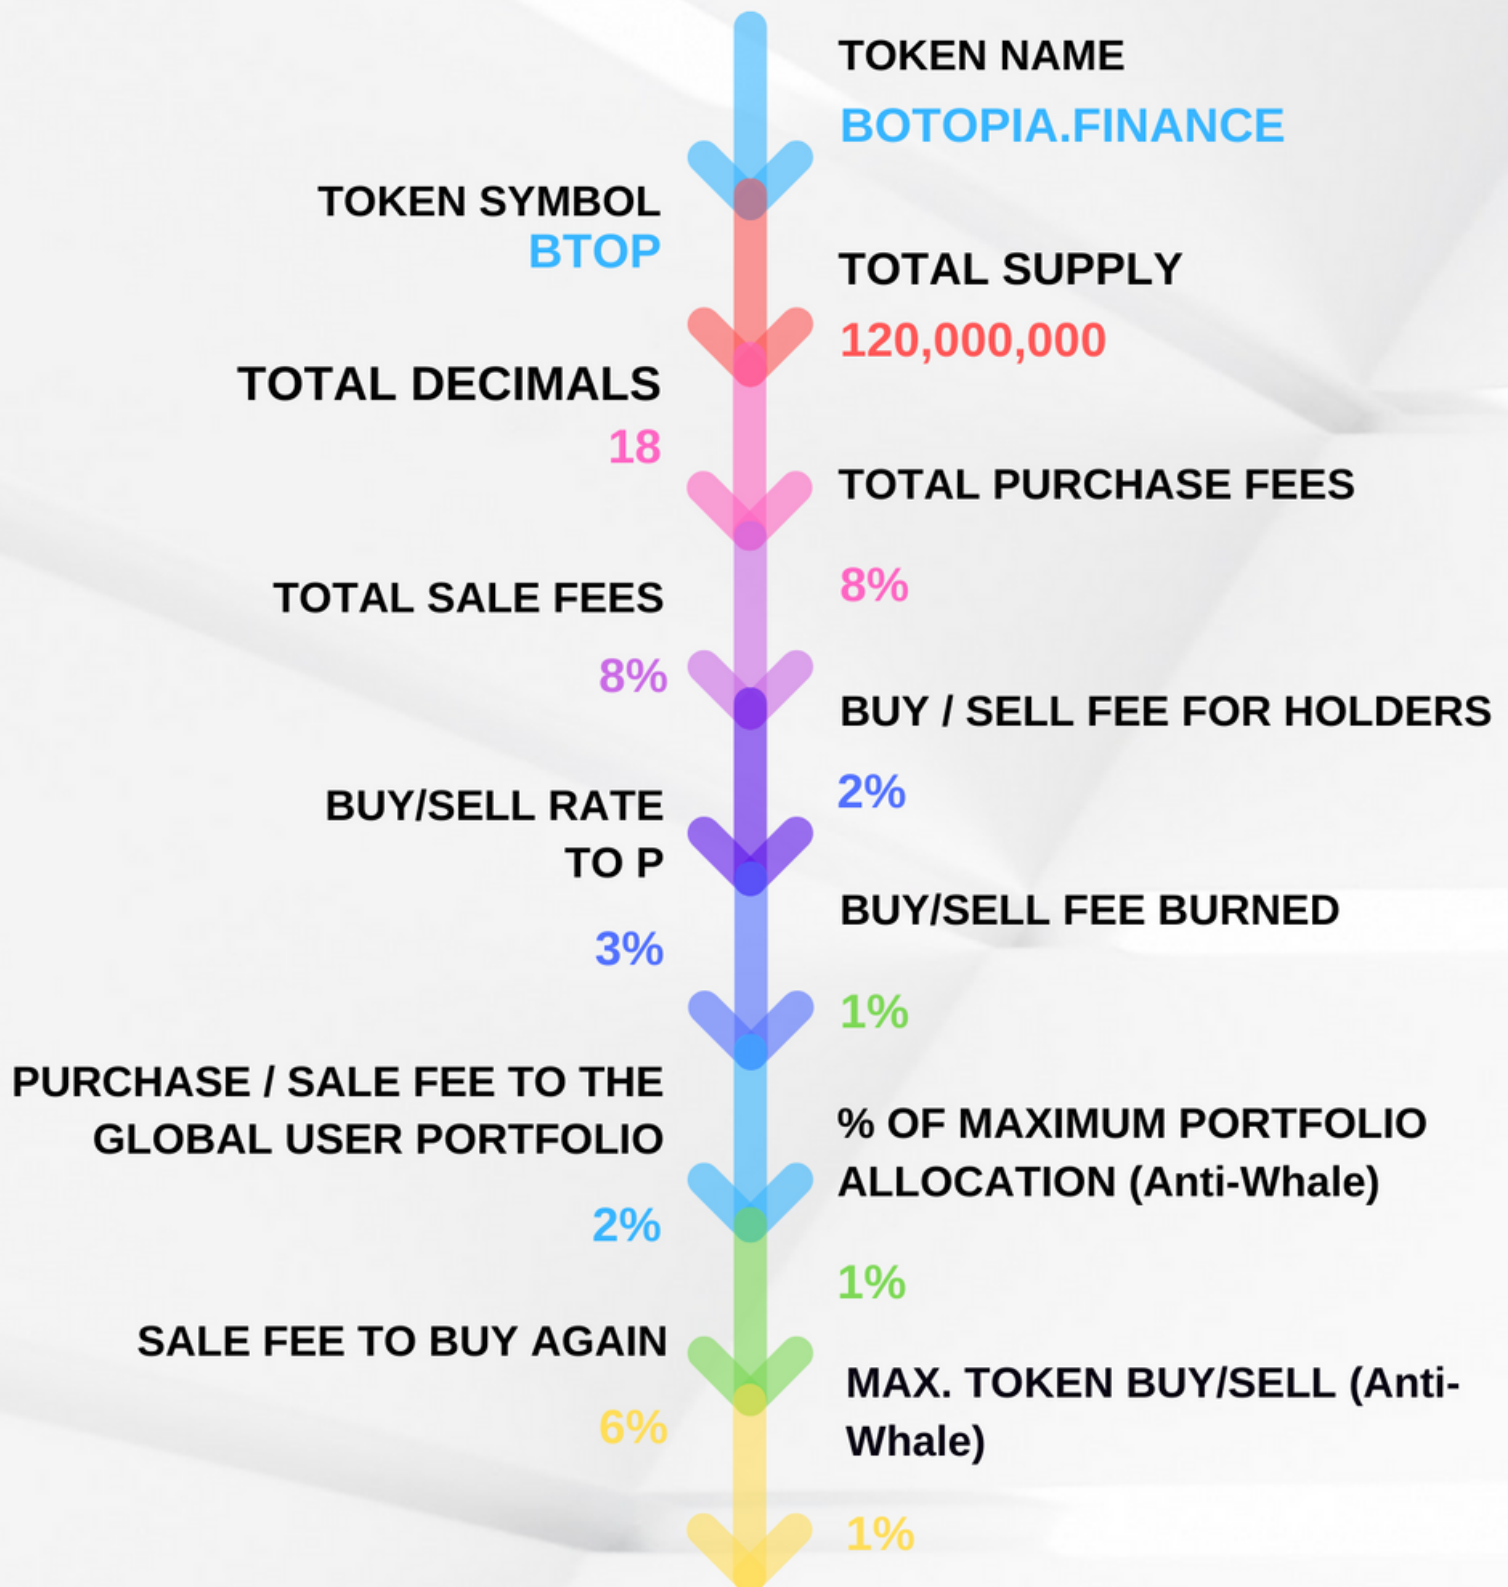 TOKEN NAME
BOTOPIA.FINANCE
TOKEN SYMBOL
BTOP
TOTAL SUPPLY
120,000,000
TOTAL DECIMALS
18
TOTAL PURCHASE FEES
8%
TOTAL SALE FEES
8%
BUY / SELL FEE FOR HOLDERS
2%
BUY/SELL RATE
TO P
3%
BUY/SELL FEE BURNED
1%
PURCHASE / SALE FEE TO THE
GLOBAL USER PORTFOLIO
2%
% OF MAXIMUM PORTFOLIO
ALLOCATION (Anti-Whale)
1%
SALE FEE TO BUY AGAIN
6%
MAX. TOKEN BUY/SELL (Anti-
Whale)
1%